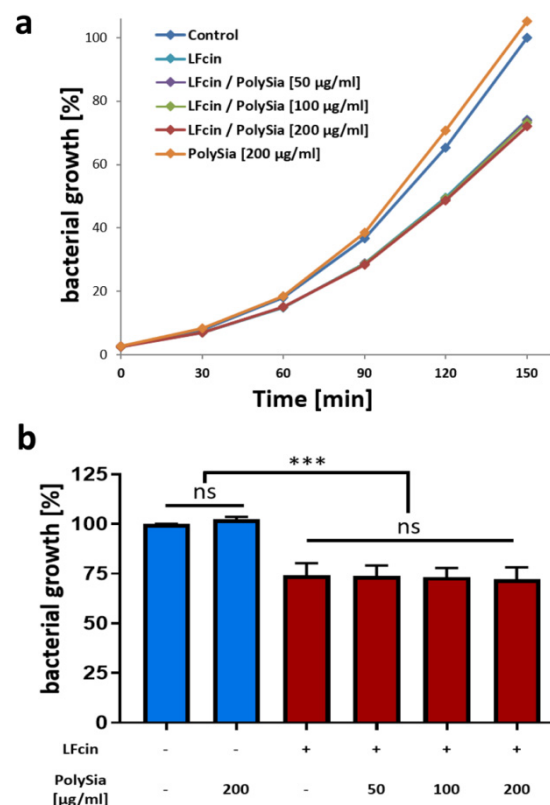 a
bacterial growth [%]
100
80
60
40
20
0
Control
LFcin
LFcin / PolySia [50 µg/ml]
LFcin / PolySia [100 µg/ml]
LFcin / PolySia [200 µg/ml]
PolySia [200 µg/ml]
0 30 60 90 120 150
Time [min]
b
bacterial growth [%]
125
100
75
50
25
0
***
ns
ns
LFcin - - + + + +
PolySia - 200 - 50 100 200
[µg/ml]